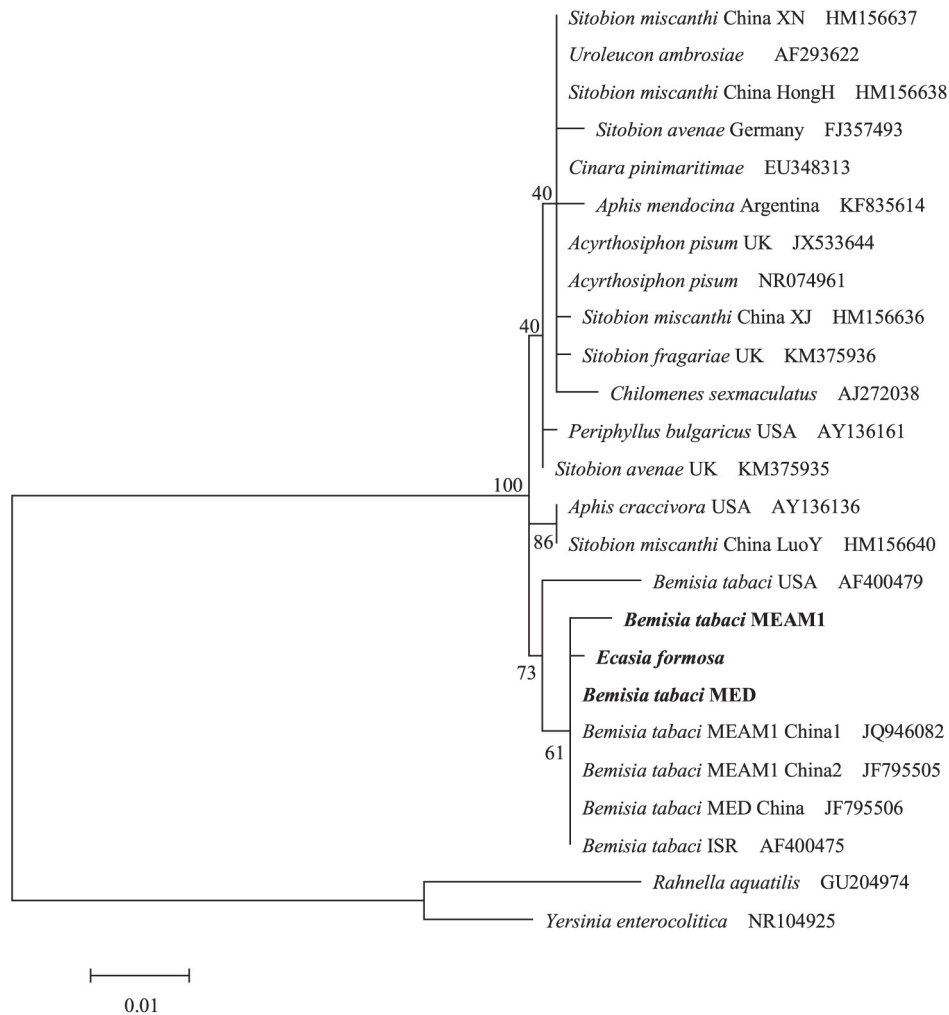 Sitobion miscanthi China XN HM156637
Uroleucon ambrosiae AF293622
Sitobion miscanthi China HongH HM156638
Sitobion avenae Germany FJ357493
Cinara pinimaritimae EU348313
40
Aphis mendocina Argentina KF835614
Acyrthosiphon pisum UK JX533644
Acyrthosiphon pisum NR074961
Sitobion miscanthi China XJ HM156636
40
Sitobion fragariae UK KM375936
Chilomenes sexmaculatus AJ272038
Periphyllus bulgaricus USA AY136161
Sitobion avenae UK KM375935
100
Aphis craccivora USA AY136136
86
Sitobion miscanthi China LuoY HM156640
Bemisia tabaci USA AF400479
Bemisia tabaci MEAM1
Ecasia formosa
73
Bemisia tabaci MED
Bemisia tabaci MEAM1 China1 JQ946082
61
Bemisia tabaci MEAM1 China2 JF795505
Bemisia tabaci MED China JF795506
Bemisia tabaci ISR AF400475
Rahnella aquatilis GU204974
Yersinia enterocolitica NR104925
0.01